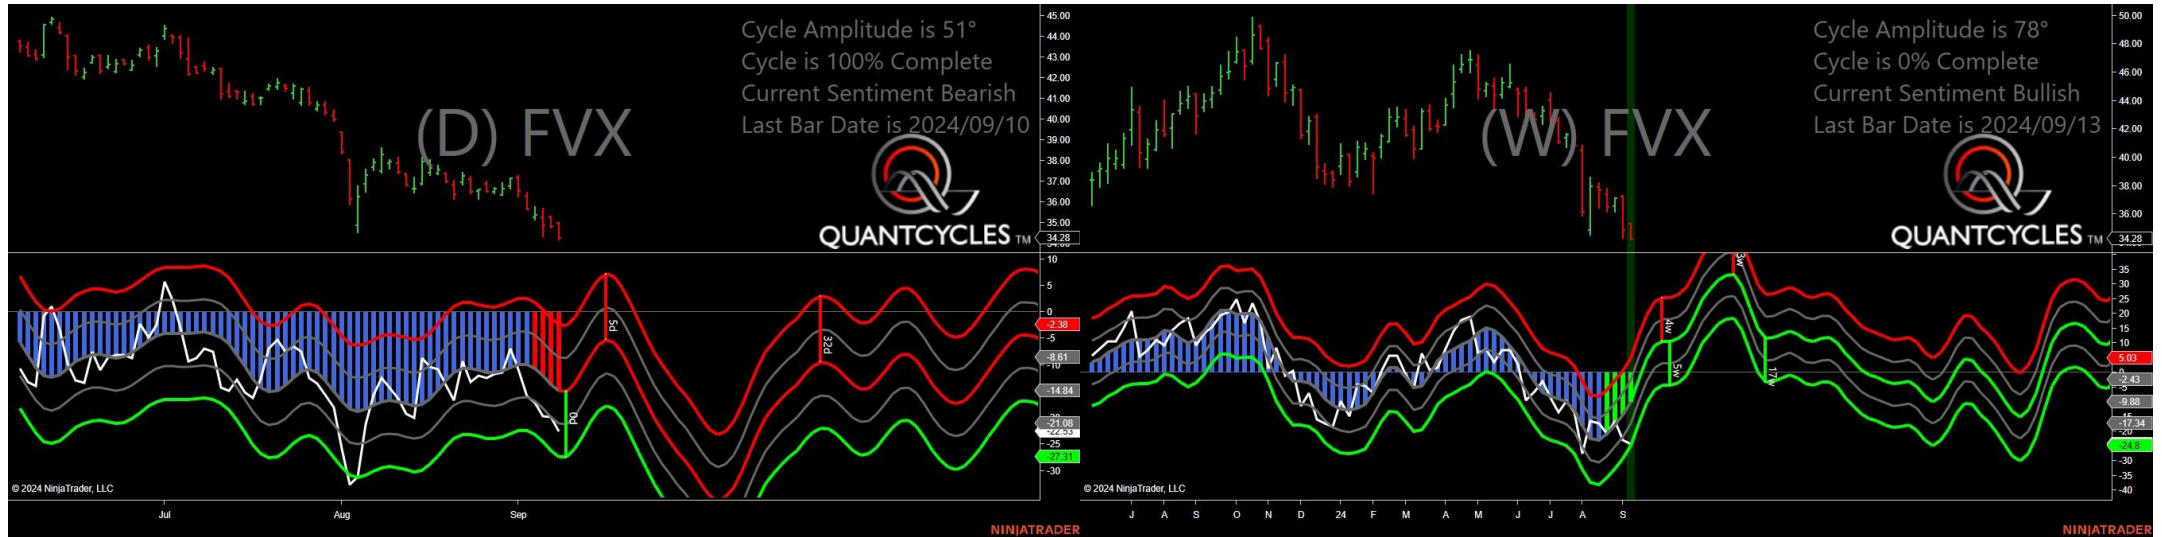 Cycle Amplitude is 51°
Cycle is 100% Complete
Current Sentiment Bearish
Last Bar Date is 2024/09/10
(D) FVX
QUANTCYCLES TM
45.00
44.00
43.00
42.00
41.00
40.00
39.00
38.00
37.00
36.00
35.00
34.28
10
5
0
-2.38
-5
-8.61
-10
-14.84
-21.08
-22.53
-25
-27.31
-30
5d
32d
0d
© 2024 NinjaTrader, LLC
Jul
Aug
Sep
NINJATRADER
Cycle Amplitude is 78°
Cycle is 0% Complete
Current Sentiment Bullish
Last Bar Date is 2024/09/13
(W) FVX
QUANTCYCLES TM
50.00
48.00
46.00
44.00
42.00
40.00
38.00
36.00
34.28
35
30
25
20
15
10
5.03
-2.43
-5
-9.88
-15
-17.34
-20
-24.8
-30
-35
-40
3w
4w
5w
17w
© 2024 NinjaTrader, LLC
J A S O N D 24 F M A M J J A S
NINJATRADER